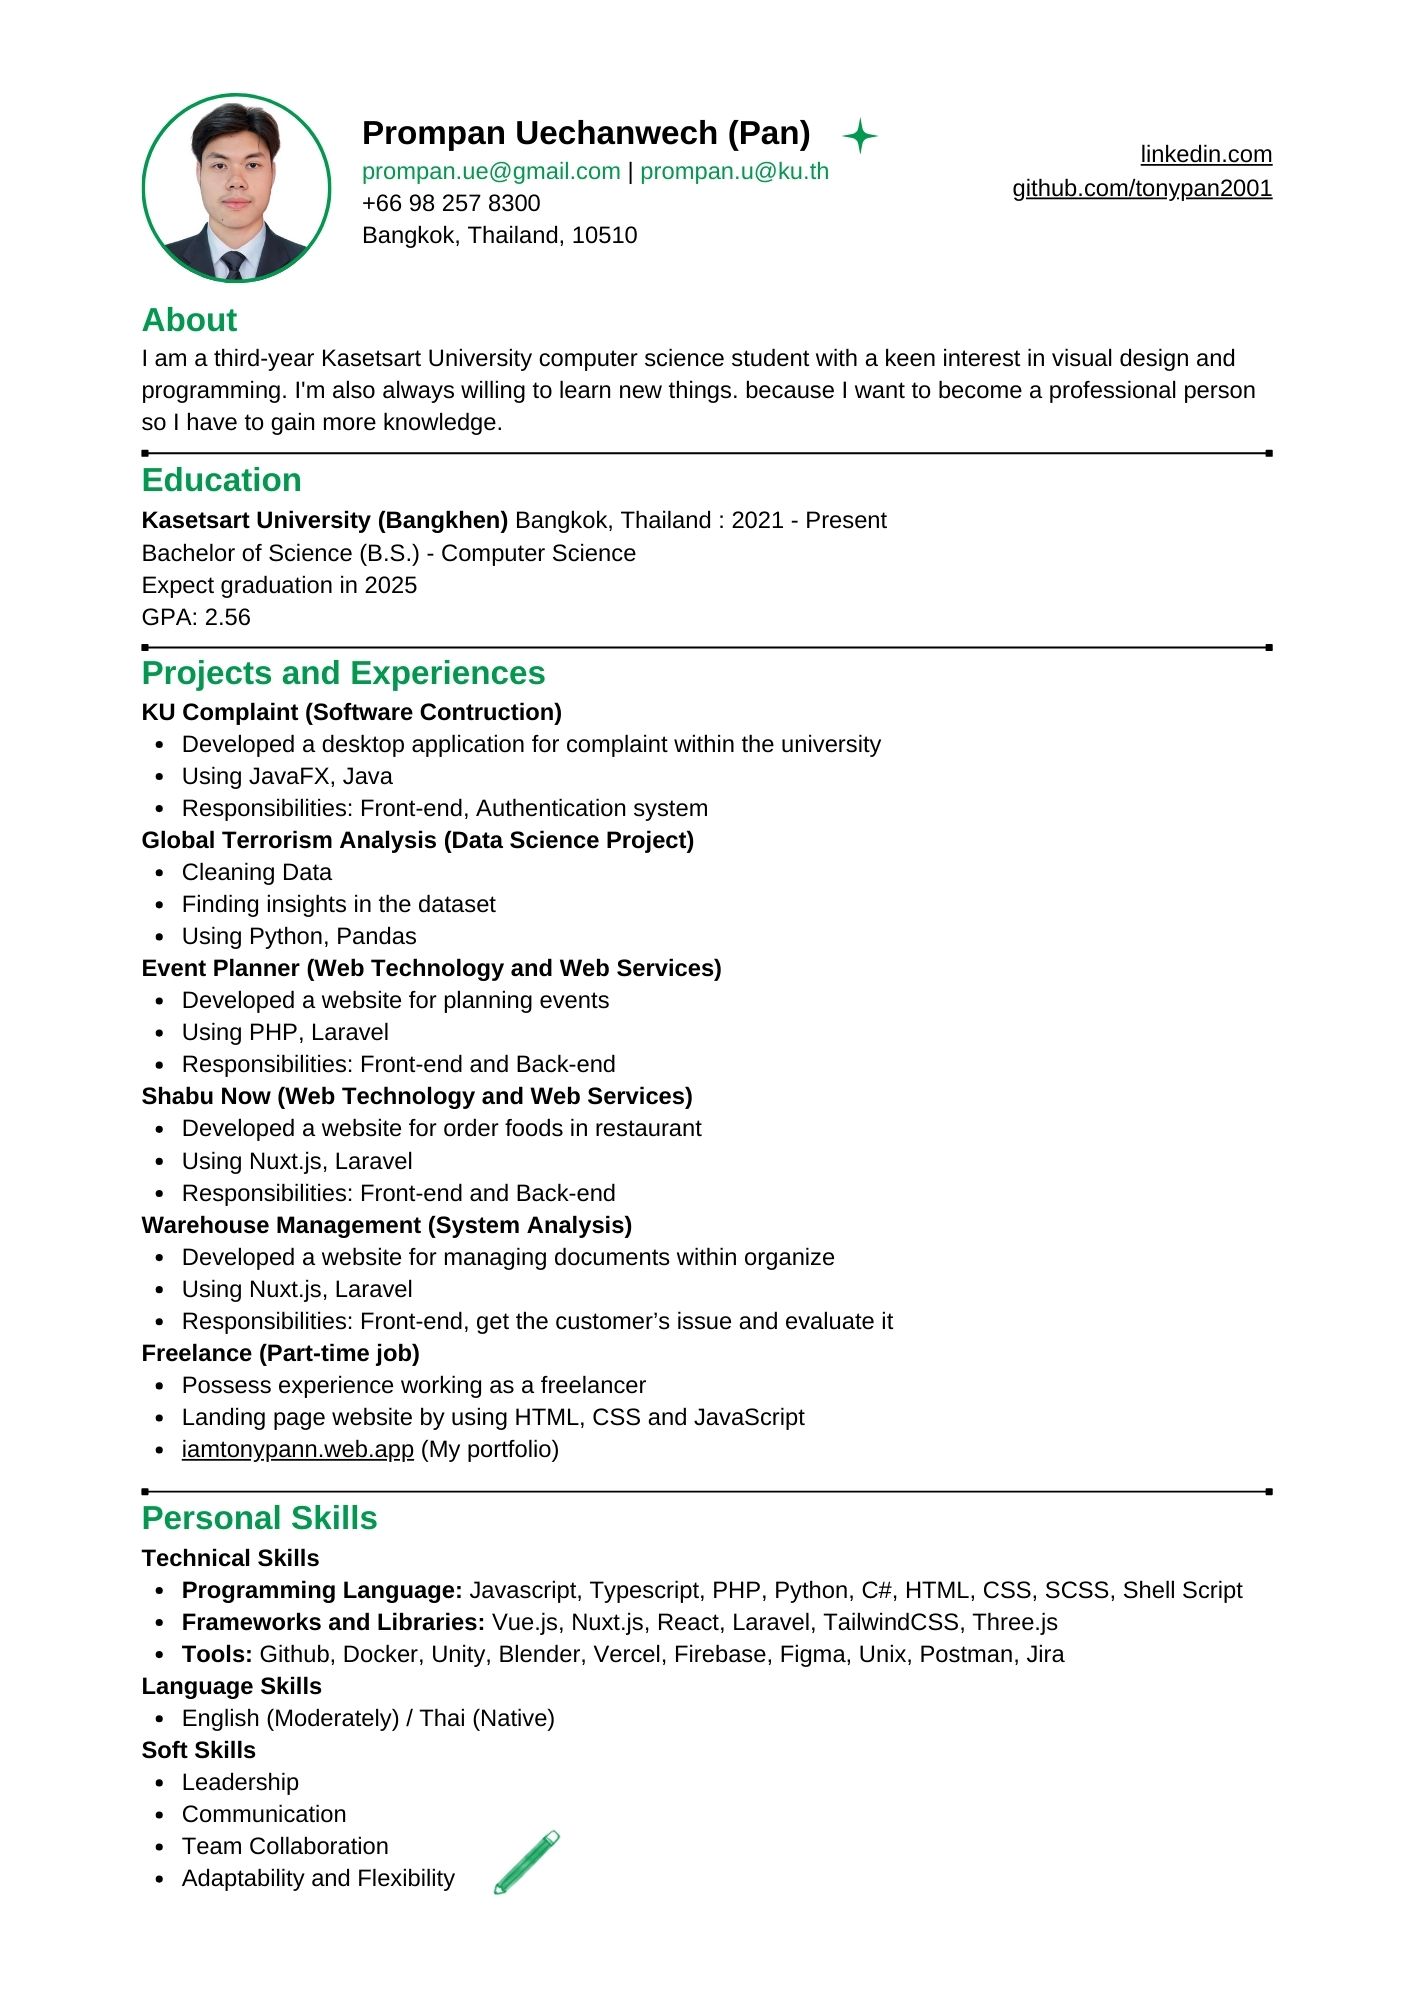 Prompan Uechanwech (Pan)
prompan.ue@gmail.com | prompan.u@ku.th
+66 98 257 8300
Bangkok, Thailand, 10510
linkedin.com
github.com/tonypan2001
About
I am a third-year Kasetsart University computer science student with a keen interest in visual design and
programming. I'm also always willing to learn new things. because I want to become a professional person
so I have to gain more knowledge.
Education
Kasetsart University (Bangkhen) Bangkok, Thailand : 2021 - Present
Bachelor of Science (B.S.) - Computer Science
Expect graduation in 2025
GPA: 2.56
Projects and Experiences
KU Complaint (Software Contruction)
• Developed a desktop application for complaint within the university
• Using JavaFX, Java
• Responsibilities: Front-end, Authentication system
Global Terrorism Analysis (Data Science Project)
• Cleaning Data
• Finding insights in the dataset
• Using Python, Pandas
Event Planner (Web Technology and Web Services)
• Developed a website for planning events
• Using PHP, Laravel
• Responsibilities: Front-end and Back-end
Shabu Now (Web Technology and Web Services)
• Developed a website for order foods in restaurant
• Using Nuxt.js, Laravel
• Responsibilities: Front-end and Back-end
Warehouse Management (System Analysis)
• Developed a website for managing documents within organize
• Using Nuxt.js, Laravel
• Responsibilities: Front-end, get the customer’s issue and evaluate it
Freelance (Part-time job)
• Possess experience working as a freelancer
• Landing page website by using HTML, CSS and JavaScript
• iamtonypann.web.app (My portfolio)
Personal Skills
Technical Skills
• Programming Language: Javascript, Typescript, PHP, Python, C#, HTML, CSS, SCSS, Shell Script
• Frameworks and Libraries: Vue.js, Nuxt.js, React, Laravel, TailwindCSS, Three.js
• Tools: Github, Docker, Unity, Blender, Vercel, Firebase, Figma, Unix, Postman, Jira
Language Skills
• English (Moderately) / Thai (Native)
Soft Skills
• Leadership
• Communication
• Team Collaboration
• Adaptability and Flexibility